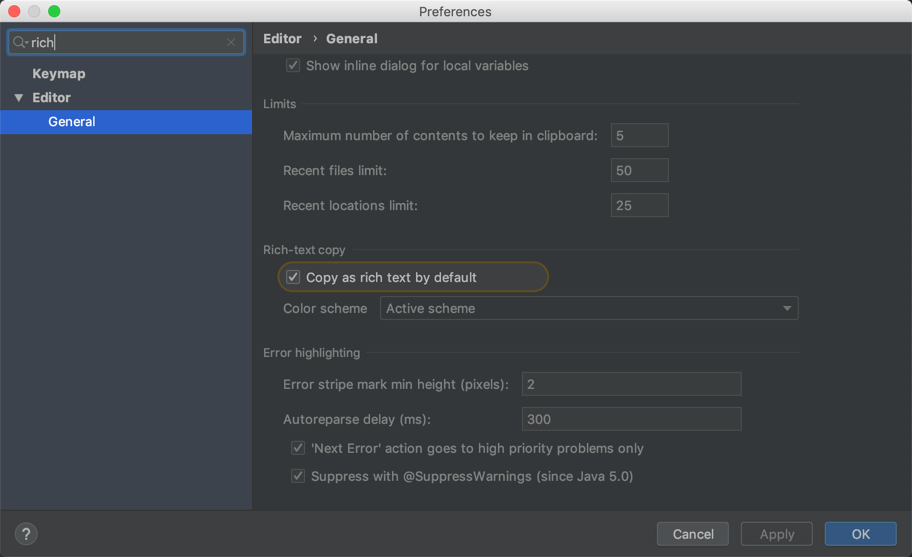 Preferences
rich
Keymap
Editor
General
Editor › General
Show inline dialog for local variables
Limits
Maximum number of contents to keep in clipboard: 5
Recent files limit: 50
Recent locations limit: 25
Rich-text copy
Copy as rich text by default
Color scheme Active scheme
Error highlighting
Error stripe mark min height (pixels): 2
Autoreparse delay (ms): 300
'Next Error' action goes to high priority problems only
Suppress with @SuppressWarnings (since Java 5.0)
? Cancel Apply OK